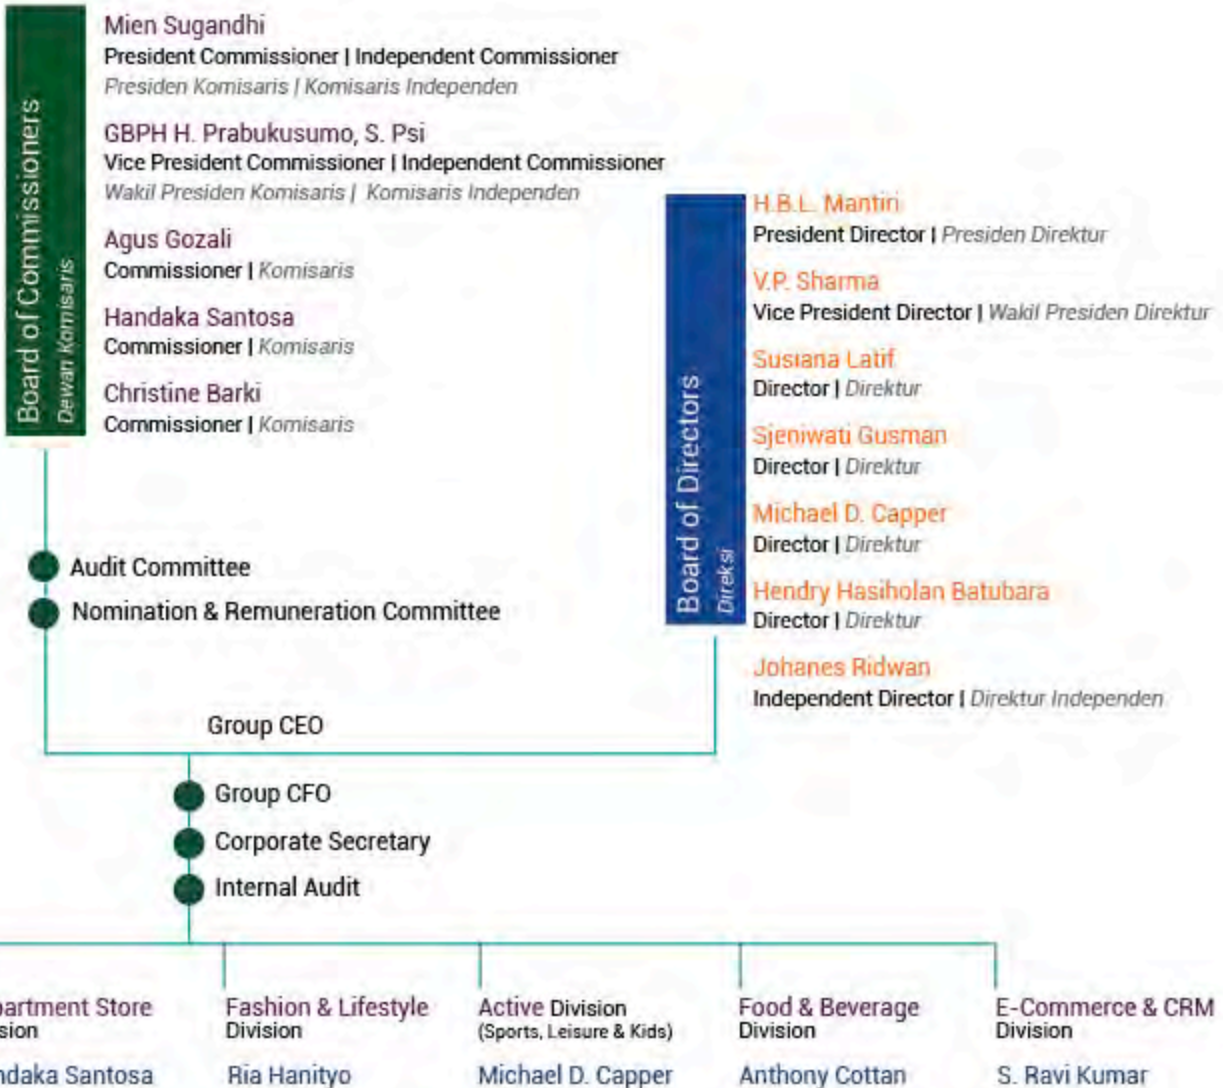 Board of Commissioners
Dewan Komisaris
Mien Sugandhi
President Commissioner | Independent Commissioner
Presiden Komisaris | Komisaris Independen
GBPH H. Prabukusumo, S. Psi
Vice President Commissioner | Independent Commissioner
Wakil Presiden Komisaris | Komisaris Independen
Agus Gozali
Commissioner | Komisaris
Handaka Santosa
Commissioner | Komisaris
Christine Barki
Commissioner | Komisaris
Board of Directors
Direksi
H.B.L. Mantiri
President Director | Presiden Direktur
V.P. Sharma
Vice President Director | Wakil Presiden Direktur
Susiana Latif
Director | Direktur
Sjeniwati Gusman
Director | Direktur
Michael D. Capper
Director | Direktur
Hendry Hasiholan Batubara
Director | Direktur
Johanes Ridwan
Independent Director | Direktur Independen
Audit Committee
Nomination & Remuneration Committee
Group CEO
Group CFO
Corporate Secretary
Internal Audit
partment Store
sion
ndaka Santosa
Fashion & Lifestyle
Division
Ria Hanityo
Active Division
(Sports, Leisure & Kids)
Michael D. Capper
Food & Beverage
Division
Anthony Cottan
E-Commerce & CRM
Division
S. Ravi Kumar